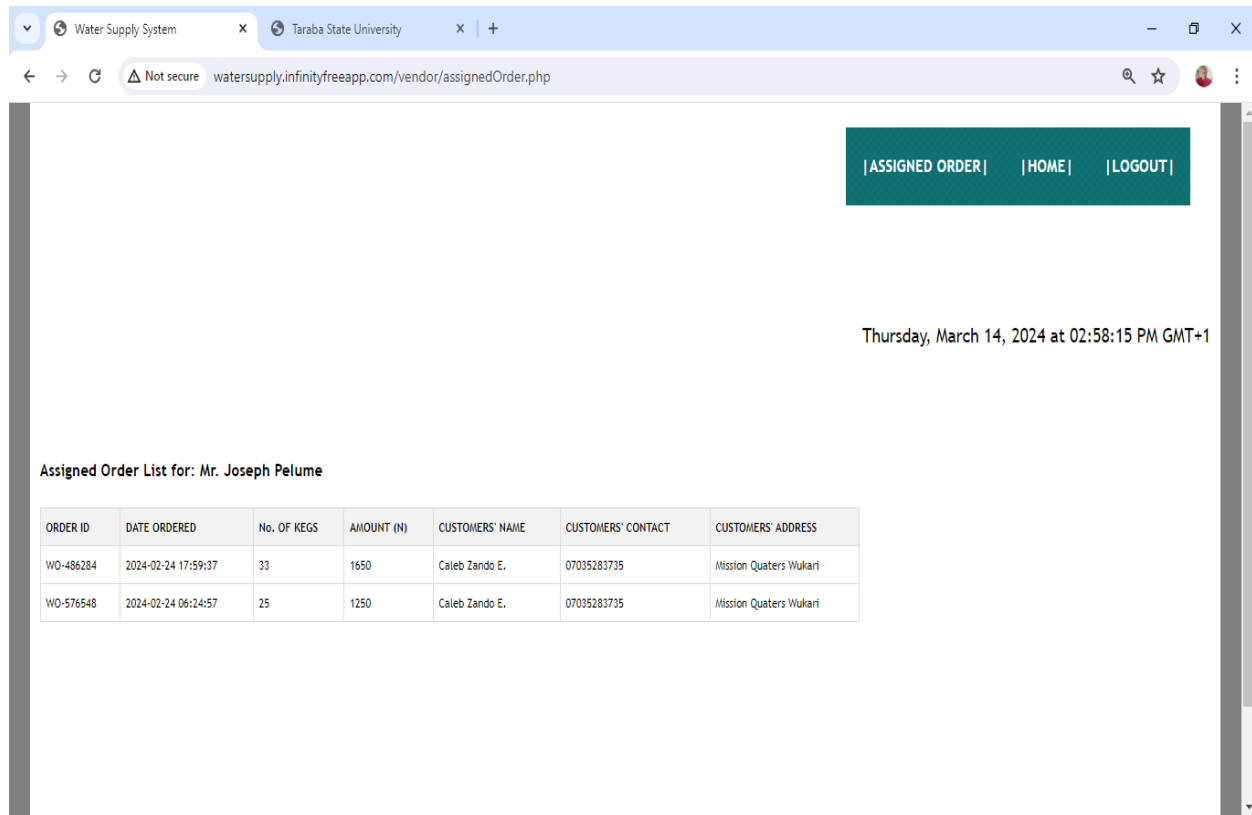 Water Supply System
Taraba State University
Not secure watersupply.infinityfreeapp.com/vendor/assignedOrder.php
|ASSIGNED ORDER| |HOME| |LOGOUT|
Thursday, March 14, 2024 at 02:58:15 PM GMT+1
Assigned Order List for: Mr. Joseph Pelume
ORDER ID DATE ORDERED No. OF KEGS AMOUNT (N) CUSTOMERS' NAME CUSTOMERS' CONTACT CUSTOMERS' ADDRESS
WO-486284 2024-02-24 17:59:37 33 1650 Caleb Zando E. 07035283735 Mission Quaters Wukari
WO-576548 2024-02-24 06:24:57 25 1250 Caleb Zando E. 07035283735 Mission Quaters Wukari